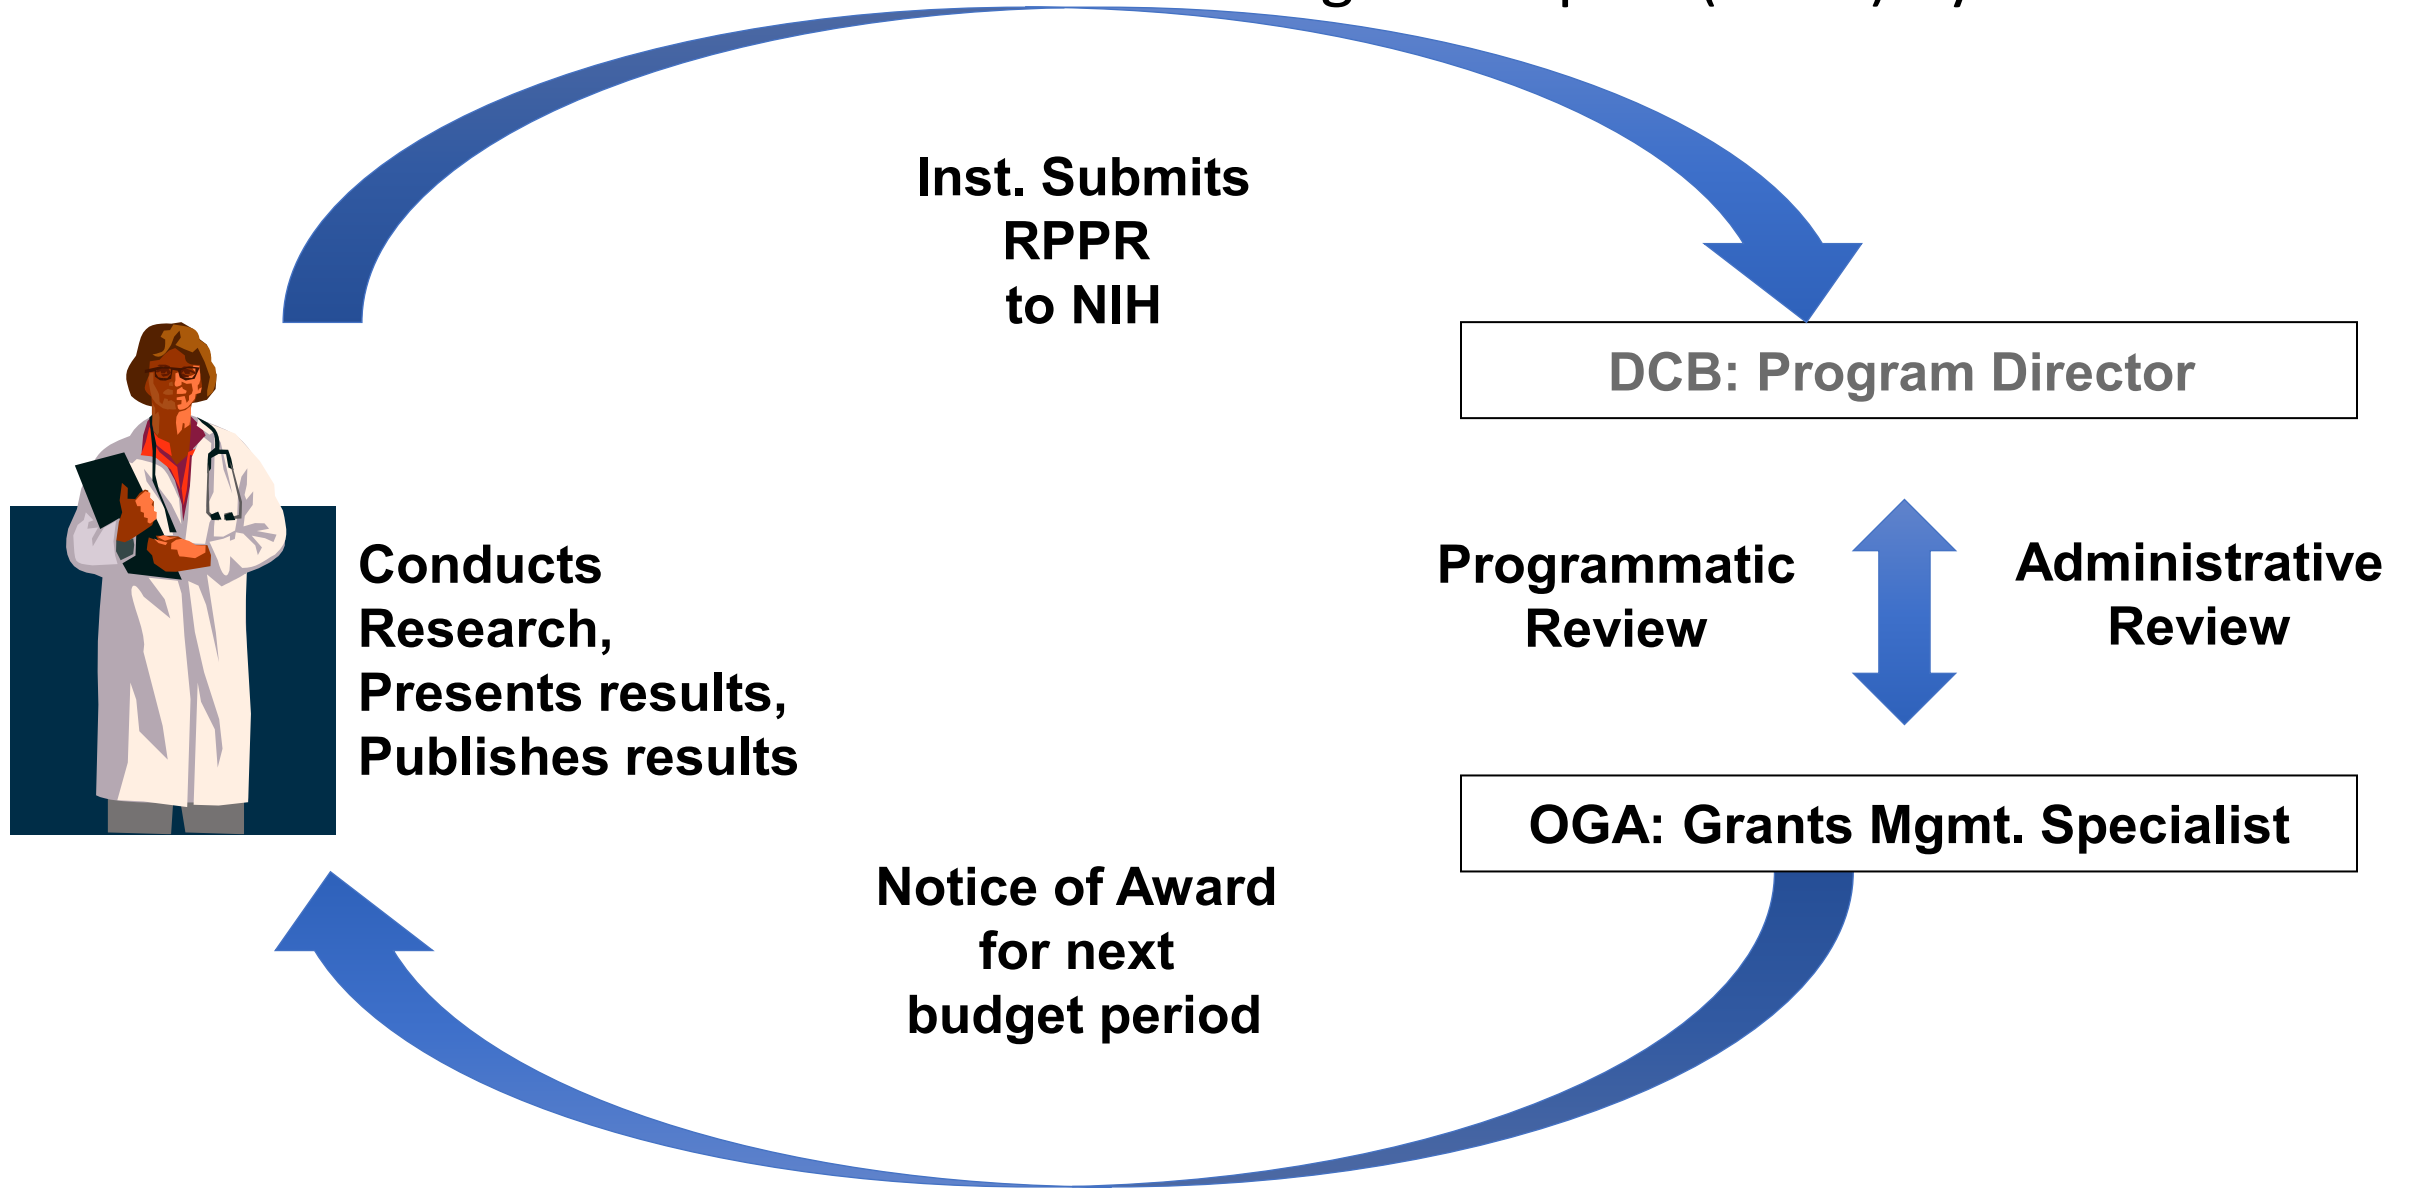 Inst. Submits
RPPR
to NIH
DCB: Program Director
Conducts
Research,
Presents results,
Publishes results
Programmatic
Review
Administrative
Review
OGA: Grants Mgmt. Specialist
Notice of Award
for next
budget period